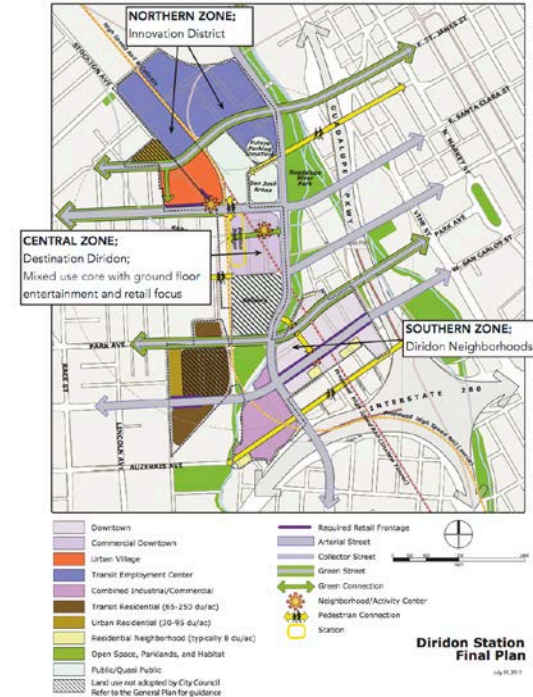 NORTHERN ZONE;
Innovation District
STOCKTON AVE
E. ST. JAMES ST
E. SANTA CLARA ST
N. MARKET ST
GUADALUPE PKWY
Future Parking Structure
San José Arena
Guadalupe River Park
PARK AVE
W. SAN CARLOS ST
CENTRAL ZONE;
Destination Diridon;
Mixed use core with ground floor
entertainment and retail focus
SOUTHERN ZONE;
Diridon Neighborhoods
PARK AVE
RACE ST
LINCOLN AVE
AUZERAIS AVE
INTERSTATE 280
Downtown
Commercial Downtown
Urban Village
Transit Employment Center
Combined Industrial/Commercial
Transit Residential (65-250 du/ac)
Urban Residential (30-95 du/ac)
Residential Neighborhood (typically 8 du/ac)
Open Space, Parklands, and Habitat
Public/Quasi Public
Land use not adopted by City Council
Refer to the General Plan for guidance
Required Retail Frontage
Arterial Street
Collector Street
Green Street
Green Connection
Neighborhood/Activity Center
Pedestrian Connection
Station
Diridon Station
Final Plan